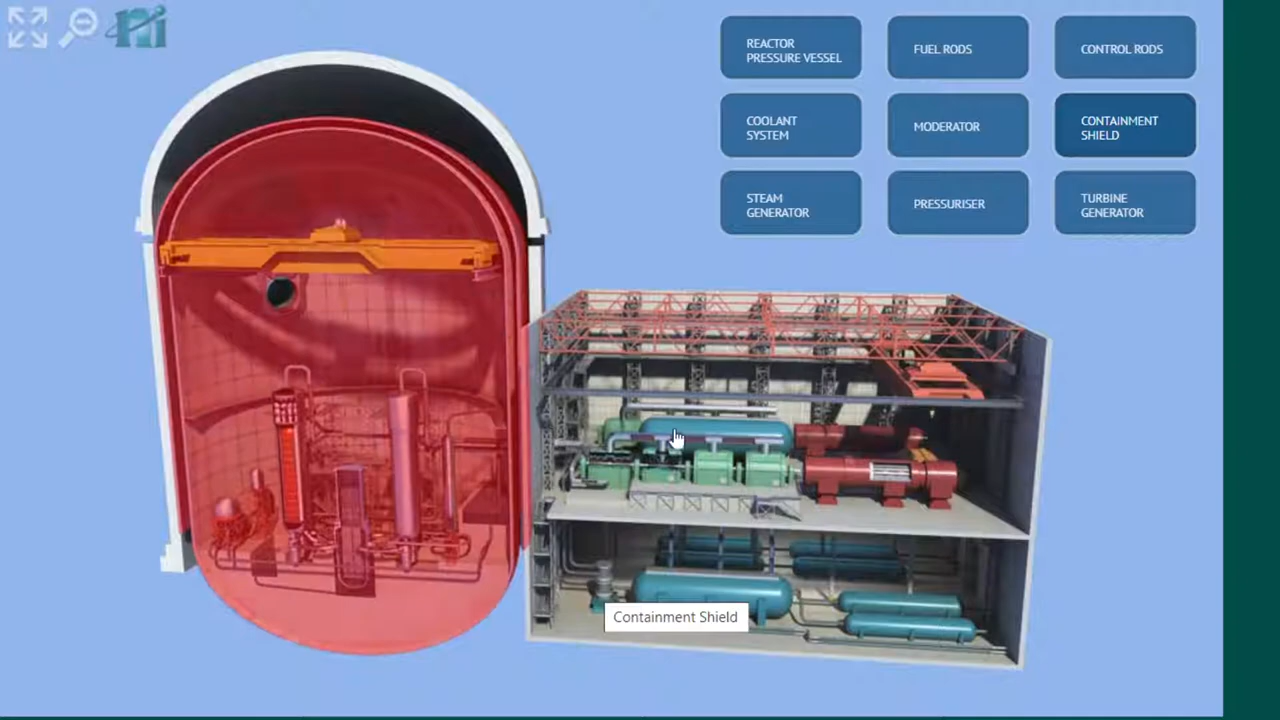 ni
REACTOR
PRESSURE VESSEL
FUEL RODS
CONTROL RODS
COOLANT
SYSTEM
MODERATOR
CONTAINMENT
SHIELD
STEAM
GENERATOR
PRESSURISER
TURBINE
GENERATOR
Containment Shield